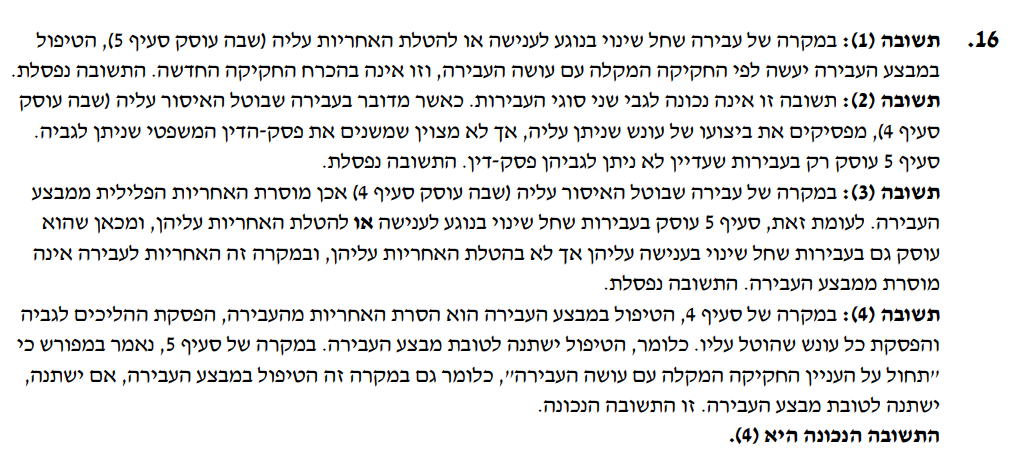 16. תשובה (1): במקרה של עבירה שחל שינוי בנוגע לענישה או להטלת האחריות עליה (שבה עוסק סעיף 5), הטיפול
במבצע העבירה יעשה לפי החקיקה המקלה עם עושה העבירה, וזו אינה בהכרח החקיקה החדשה. התשובה נפסלת.
תשובה (2): תשובה זו אינה נכונה לגבי שני סוגי העבירות. כאשר מדובר בעבירה שבוטל האיסור עליה (שבה עוסק
סעיף 4), מפסיקים את ביצועו של עונש שניתן עליה, אך לא מצוין שמשנים את פסק-הדין המשפטי שניתן לגביה.
סעיף 5 עוסק רק בעבירות שעדיין לא ניתן לגביהן פסק-דין. התשובה נפסלת.
תשובה (3): במקרה של עבירה שבוטל האיסור עליה (שבה עוסק סעיף 4) אכן מוסרת האחריות הפלילית ממבצע
העבירה. לעומת זאת, סעיף 5 עוסק בעבירות שחל שינוי בנוגע לענישה או להטלת האחריות עליהן, ומכאן שהוא
עוסק גם בעבירות שחל שינוי בענישה עליהן אך לא בהטלת האחריות עליהן, ובמקרה זה האחריות לעבירה אינה
מוסרת ממבצע העבירה. התשובה נפסלת.
תשובה (4): במקרה של סעיף 4, הטיפול במבצע העבירה הוא הסרת האחריות מהעבירה, הפסקת ההליכים לגביה
והפסקת כל עונש שהוטל עליו. כלומר, הטיפול ישתנה לטובת מבצע העבירה. במקרה של סעיף 5, נאמר במפורש כי
"תחול על העניין החקיקה המקלה עם עושה העבירה", כלומר גם במקרה זה הטיפול במבצע העבירה, אם ישתנה,
ישתנה לטובת מבצע העבירה. זו התשובה הנכונה.
התשובה הנכונה היא (4).